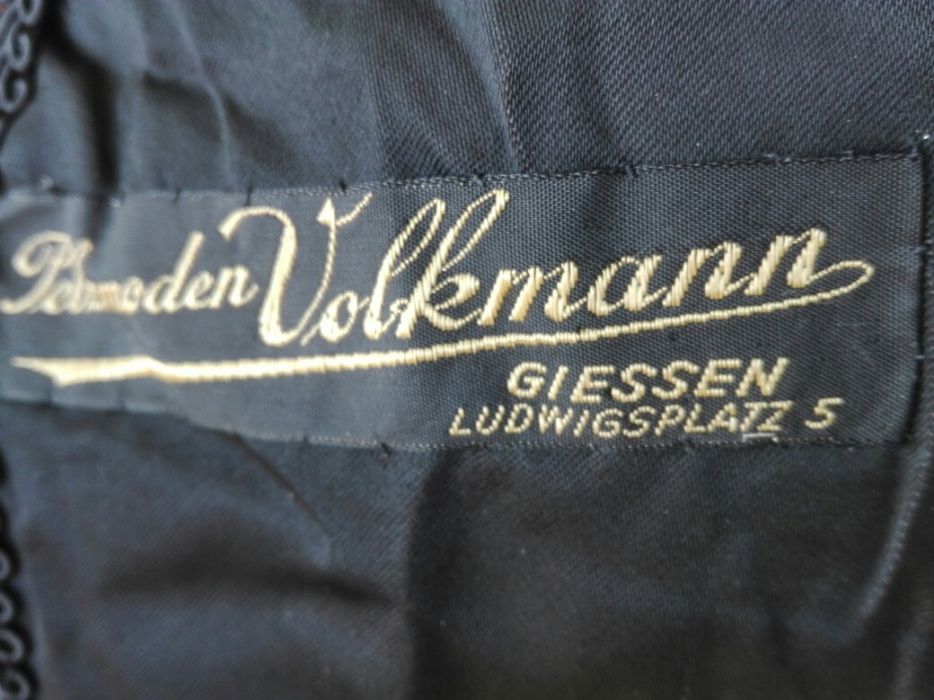 Pelzmoden Volkmann
GIESSEN
LUDWIGSPLATZ 5